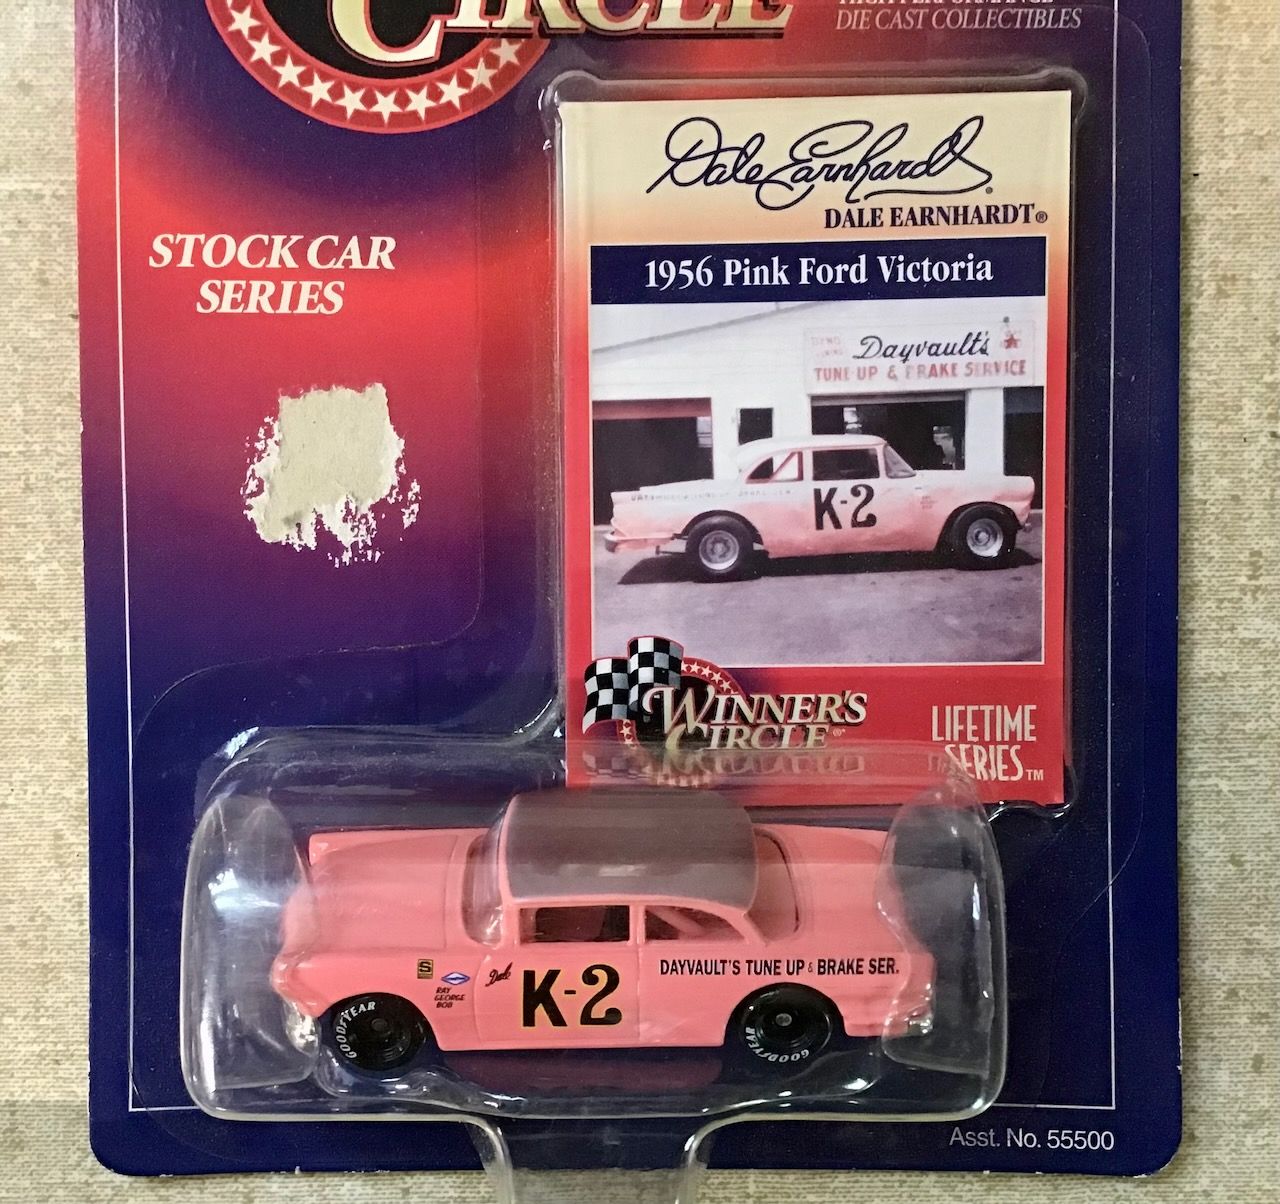 CIRCLE
HIGH PERFORMANCE
DIE CAST COLLECTIBLES
Dale Earnhardt®
DALE EARNHARDT®
STOCK CAR
SERIES
1956 Pink Ford Victoria
Dayvault's
TUNE-UP & BRAKE SERVICE
K-2
WINNER'S
CIRCLE
LIFETIME
SERIES™
S
RAY
GEORGE
BOB
Dale
K-2
DAYVAULT'S TUNE UP & BRAKE SER.
GOODYEAR
GOODYEAR
Asst. No. 55500